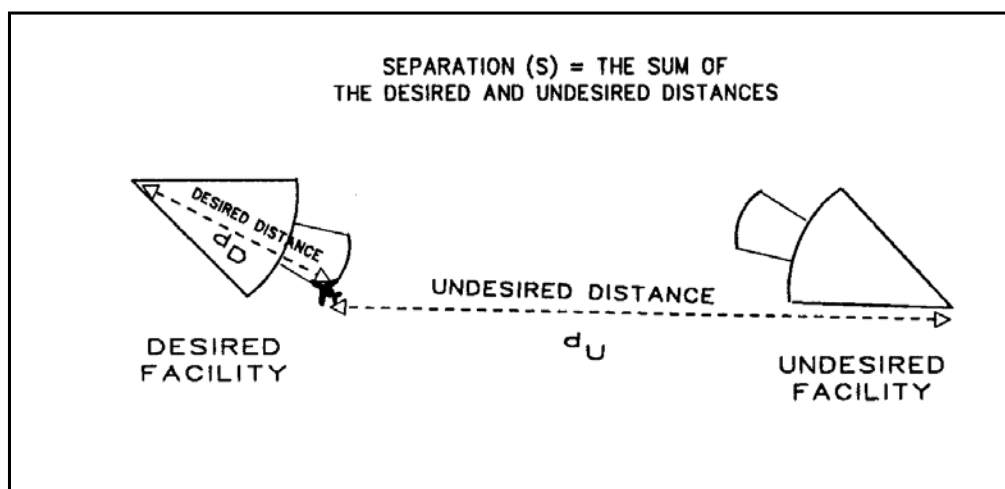 SEPARATION (S) = THE SUM OF
THE DESIRED AND UNDESIRED DISTANCES
DESIRED DISTANCE
dD
UNDESIRED DISTANCE
dU
DESIRED
FACILITY
UNDESIRED
FACILITY